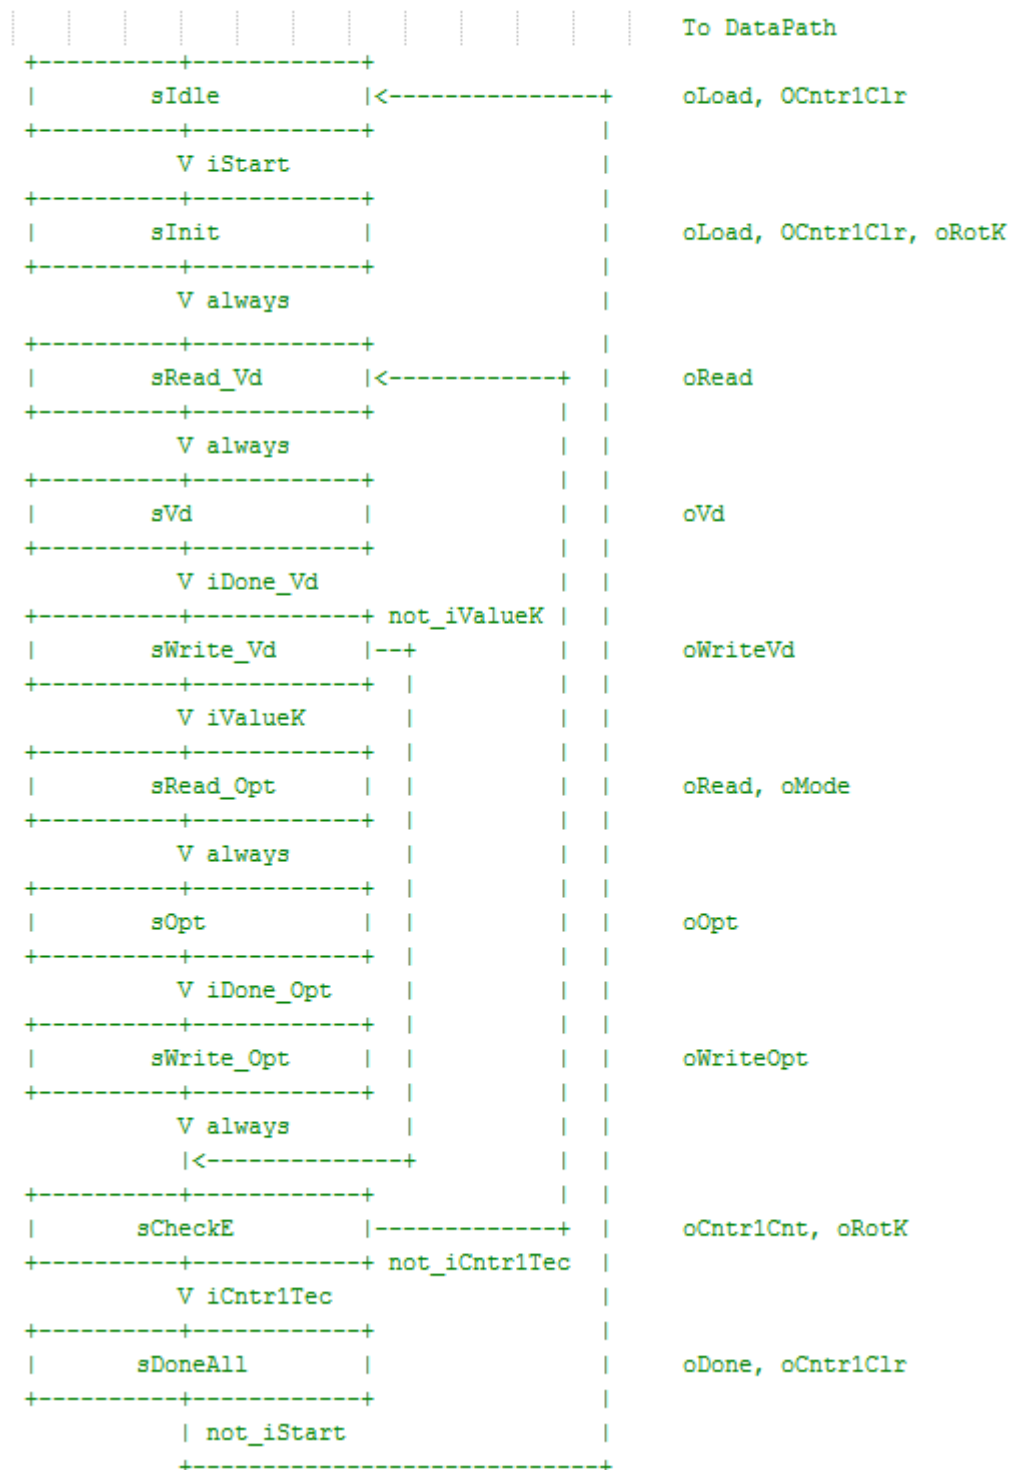 To DataPath
+----------+------------+
|        sIdle          |<---------------+     oLoad, OCntr1Clr
+----------+------------+                |
           V iStart                      |
+----------+------------+                |
|        sInit          |                |     oLoad, OCntr1Clr, oRotK
+----------+------------+                |
           V always                      |
+----------+------------+                |
|        sRead_Vd       |<------------+  |     oRead
+----------+------------+             |  |
           V always                   |  |
+----------+------------+             |  |
|        sVd            |             |  |     oVd
+----------+------------+             |  |
           V iDone_Vd                 |  |
+----------+------------+ not_iValueK |  |
|        sWrite_Vd      |--+          |  |     oWriteVd
+----------+------------+  |          |  |
           V iValueK       |          |  |
+----------+------------+  |          |  |
|        sRead_Opt      |  |          |  |     oRead, oMode
+----------+------------+  |          |  |
           V always        |          |  |
+----------+------------+  |          |  |
|        sOpt           |  |          |  |     oOpt
+----------+------------+  |          |  |
           V iDone_Opt     |          |  |
+----------+------------+  |          |  |
|        sWrite_Opt     |  |          |  |     oWriteOpt
+----------+------------+  |          |  |
           V always        |          |  |
           |<--------------+          |  |
+----------+------------+             |  |
|       sCheckE         |-------------+  |     oCntr1Cnt, oRotK
+----------+------------+ not_iCntr1Tec  |
           V iCntr1Tec                   |
+----------+------------+                |
|       sDoneAll        |                |     oDone, oCntr1Clr
+----------+------------+                |
           | not_iStart                  |
           +-----------------------------+